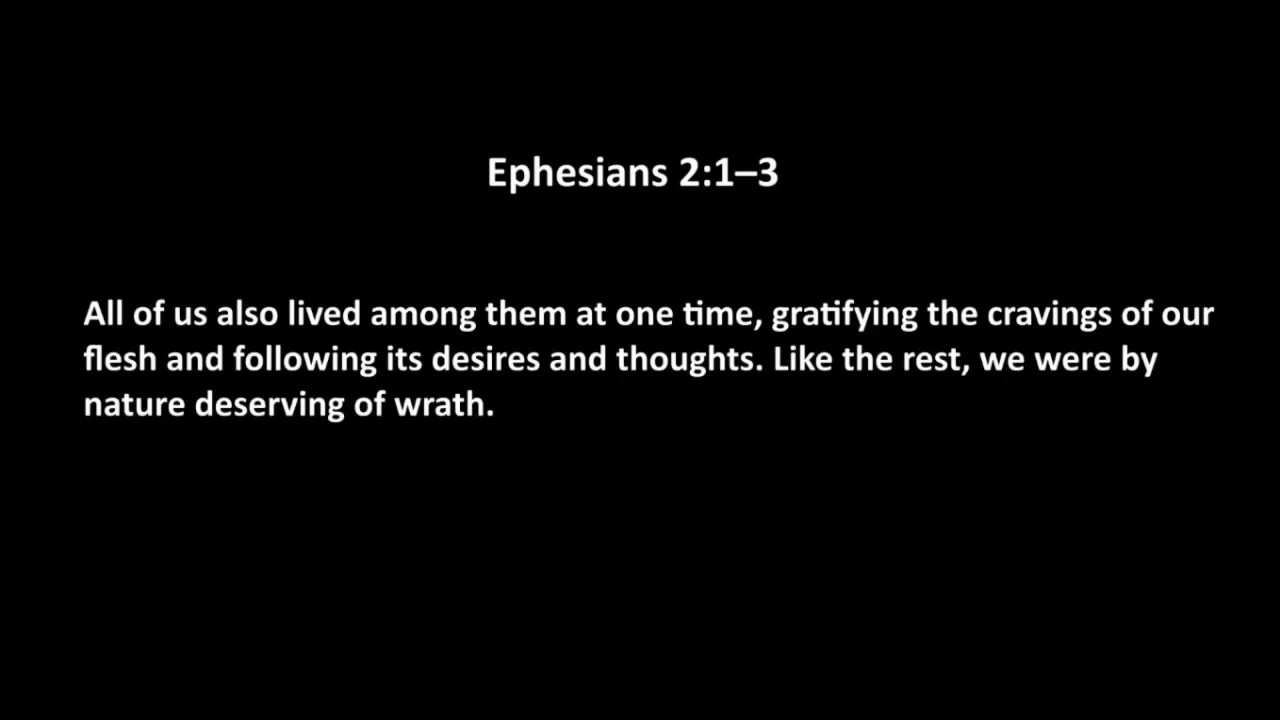 Ephesians 2:1–3
All of us also lived among them at one time, gratifying the cravings of our
flesh and following its desires and thoughts. Like the rest, we were by
nature deserving of wrath.